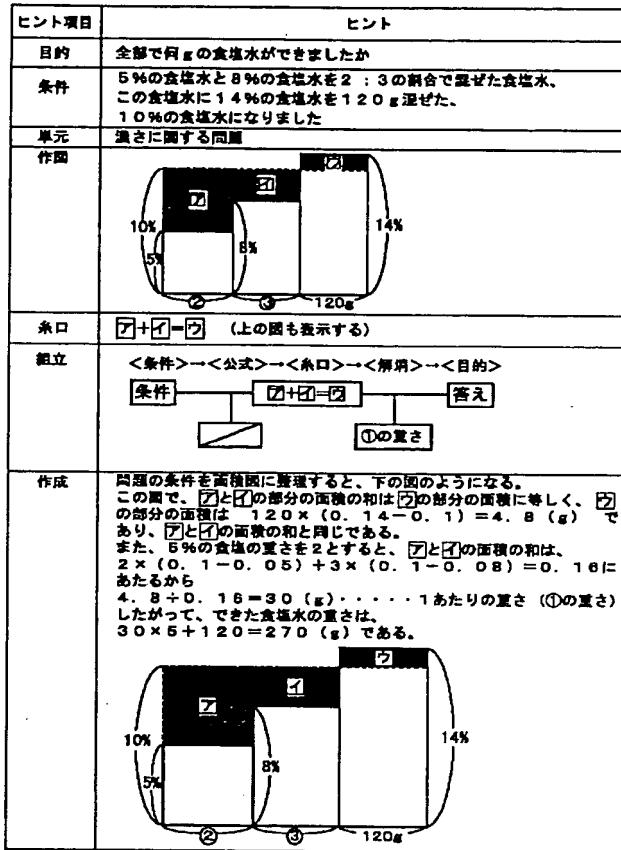 ヒント項目 ヒント
目的 全部で何gの食塩水ができましたか
条件 5%の食塩水と8%の食塩水を2:3の割合で混ぜた食塩水、
この食塩水に14%の食塩水を120g混ぜた、
10%の食塩水になりました
単元 濃さに関する問題
作図
ア イ ウ
10% 5% 8% 14%
② ③ 120g
糸口 ア+イ=ウ (上の図も表示する)
組立 <条件>→<公式>→<糸口>→<解明>→<目的>
条件 ア+イ=ウ 答え
①の重さ
作成 問題の条件を面積図に整理すると、下の図のようになる。
この図で、アとイの部分の面積の和はウの部分の面積に等しく、ウ
の部分の面積は 120×(0.14-0.1)=4.8(g) で
あり、アとイの面積の和と同じである。
また、5%の食塩の重さを2とすると、アとイの面積の和は、
2×(0.1-0.05)+3×(0.1-0.08)=0.16に
あたるから
4.8÷0.16=30(g)・・・・・1あたりの重さ(①の重さ)
したがって、できた食塩水の重さは、
30×5+120=270(g)である。
ア イ ウ
10% 5% 8% 14%
② ③ 120g